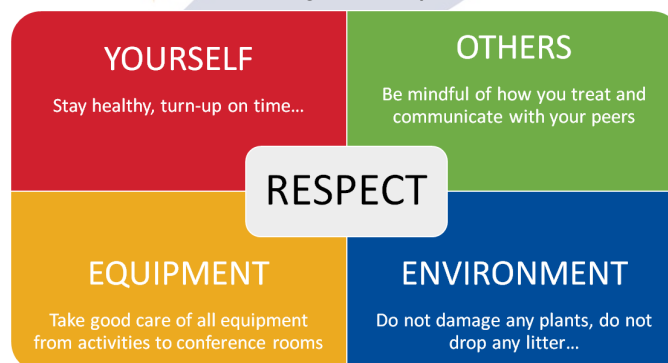 YOURSELF
Stay healthy, turn-up on time…
OTHERS
Be mindful of how you treat and
communicate with your peers
RESPECT
EQUIPMENT
Take good care of all equipment
from activities to conference rooms
ENVIRONMENT
Do not damage any plants, do not
drop any litter…